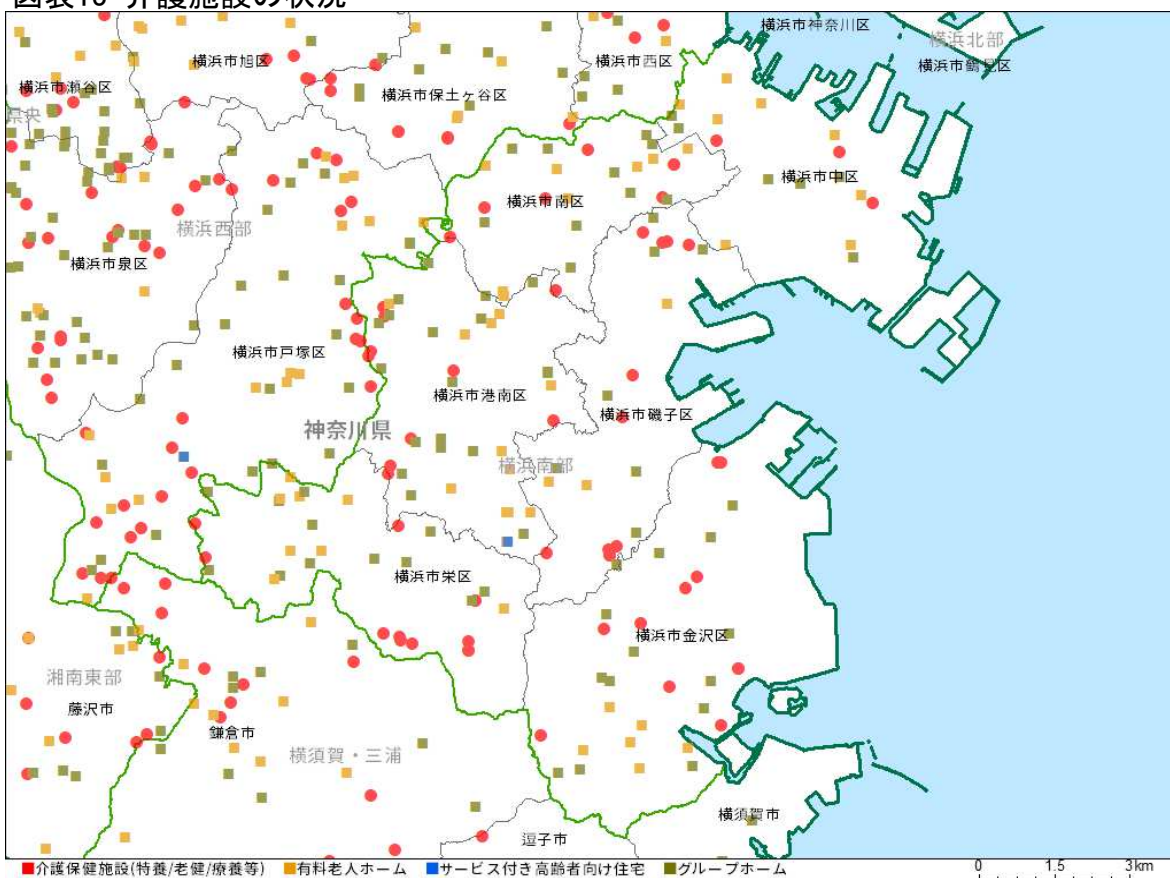 図表16 介護施設の状況
横浜市神奈川区
横浜北部
横浜市旭区
横浜市西区
横浜市鶴見区
横浜市瀬谷区
横浜市保土ヶ谷区
県央
横浜市中区
横浜市南区
横浜西部
横浜市泉区
横浜市戸塚区
横浜市港南区
横浜市磯子区
神奈川県
横浜南部
横浜市栄区
横浜市金沢区
湘南東部
藤沢市
鎌倉市
横須賀・三浦
横須賀市
逗子市
介護保健施設(特養/老健/療養等) 有料老人ホーム サービス付き高齢者向け住宅 グループホーム
0 1.5 3km